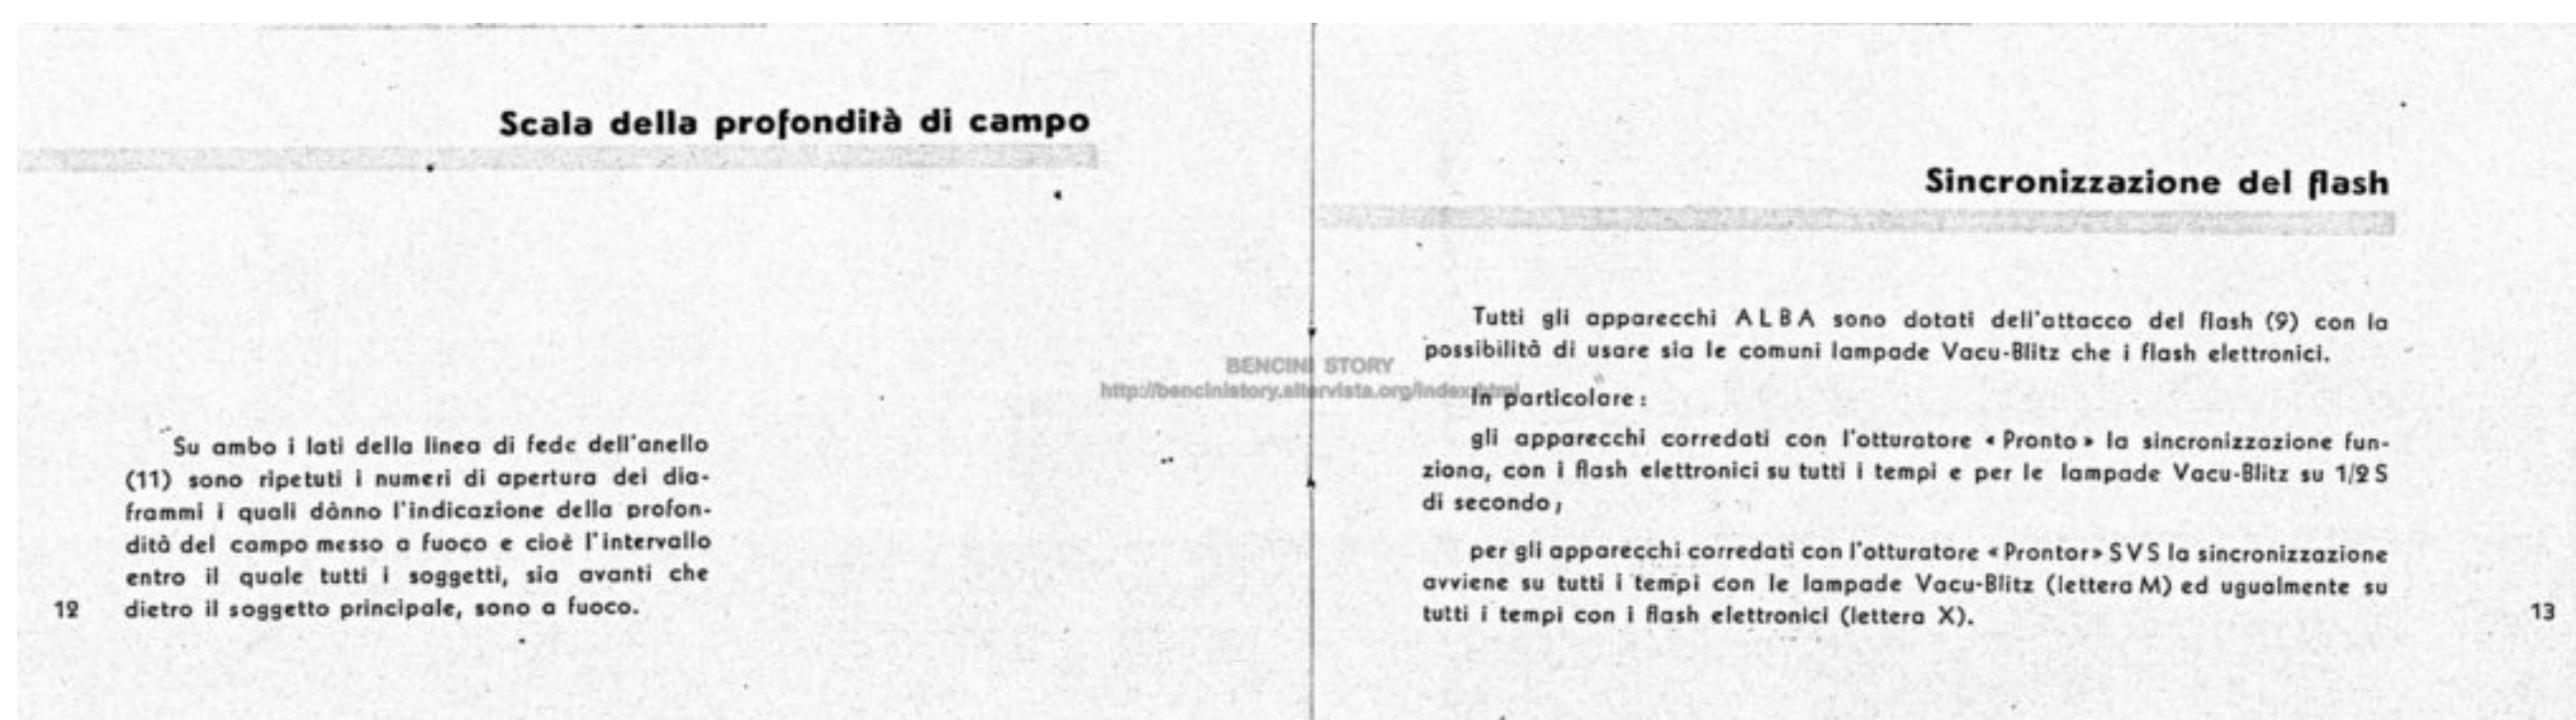 Scala della profondità di campo
Su ambo i lati della linea di fede dell'anello
(11) sono ripetuti i numeri di apertura dei dia-
frammi i quali dànno l'indicazione della profon-
dità del campo messo a fuoco e cioè l'intervallo
entro il quale tutti i soggetti, sia avanti che
dietro il soggetto principale, sono a fuoco.
12
BENCINI STORY
http://bencinistory.altervista.org/index.html
Sincronizzazione del flash
Tutti gli apparecchi ALBA sono dotati dell'attacco del flash (9) con la
possibilità di usare sia le comuni lampade Vacu-Blitz che i flash elettronici.
In particolare:
gli apparecchi corredati con l'otturatore «Pronto» la sincronizzazione fun-
ziona, con i flash elettronici su tutti i tempi e per le lampade Vacu-Blitz su 1/2S
di secondo;
per gli apparecchi corredati con l'otturatore «Prontor» SVS la sincronizzazione
avviene su tutti i tempi con le lampade Vacu-Blitz (lettera M) ed ugualmente su
tutti i tempi con i flash elettronici (lettera X).
13